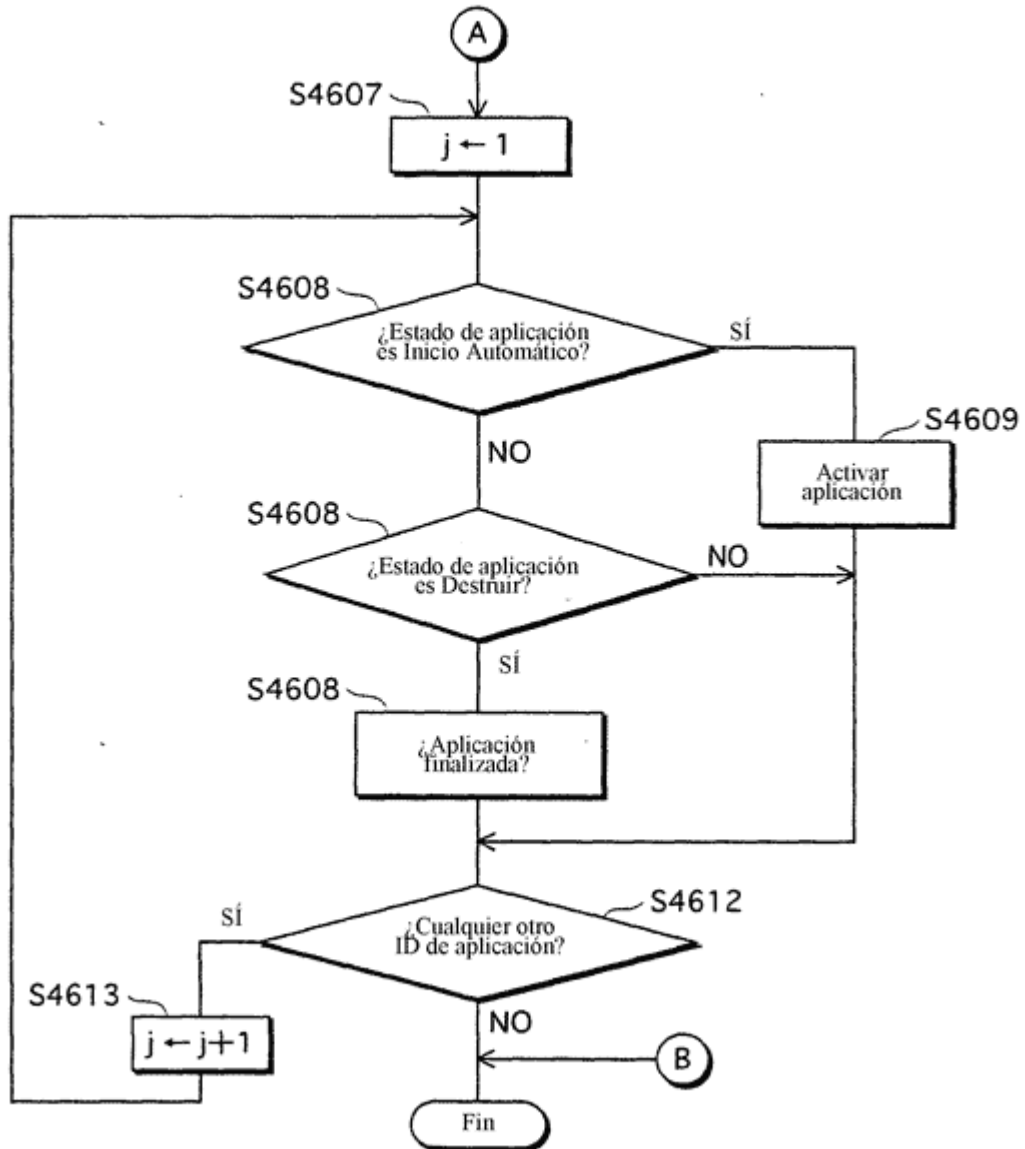 A
S4607
j ← 1
S4608
¿Estado de aplicación
es Inicio Automático?
SÍ
S4609
Activar
aplicación
NO
S4608
¿Estado de aplicación
es Destruir?
NO
SÍ
S4608
¿Aplicación
finalizada?
S4612
¿Cualquier otro
ID de aplicación?
SÍ
S4613
j ← j+1
NO
B
Fin